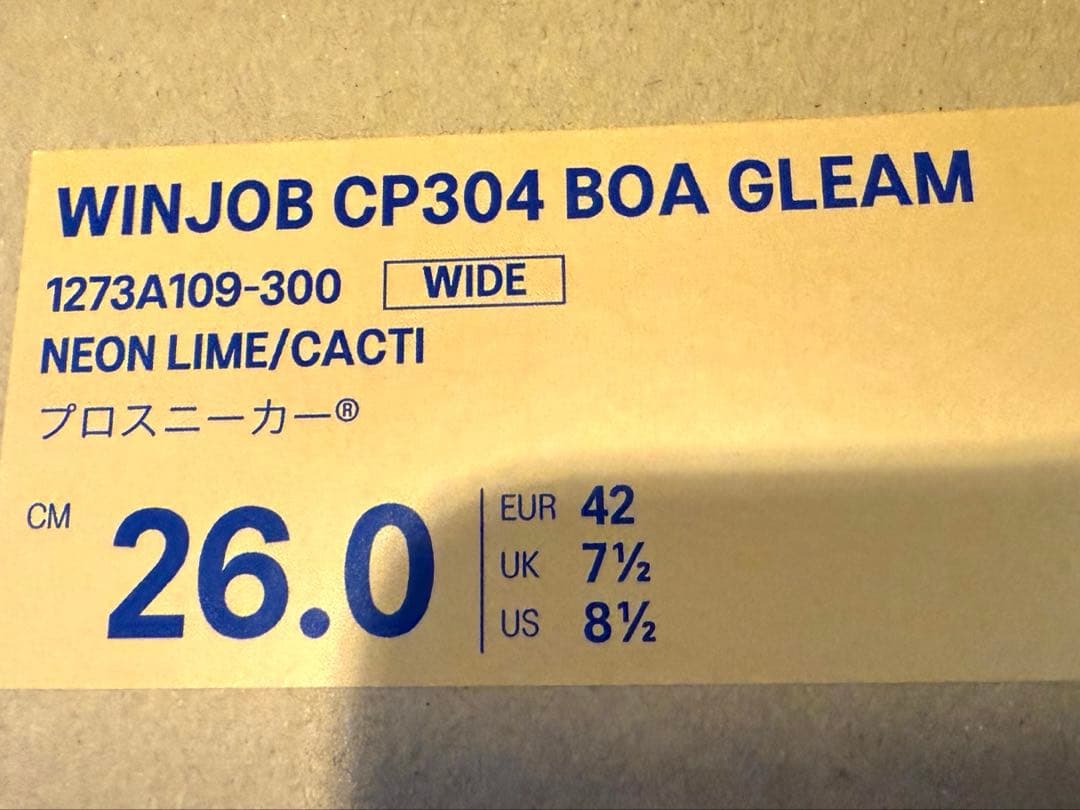 WINJOB CP304 BOA GLEAM
1273A109-300 WIDE
NEON LIME/CACTI
プロスニーカー®
CM 26.0
EUR 42
UK 7½
US 8½